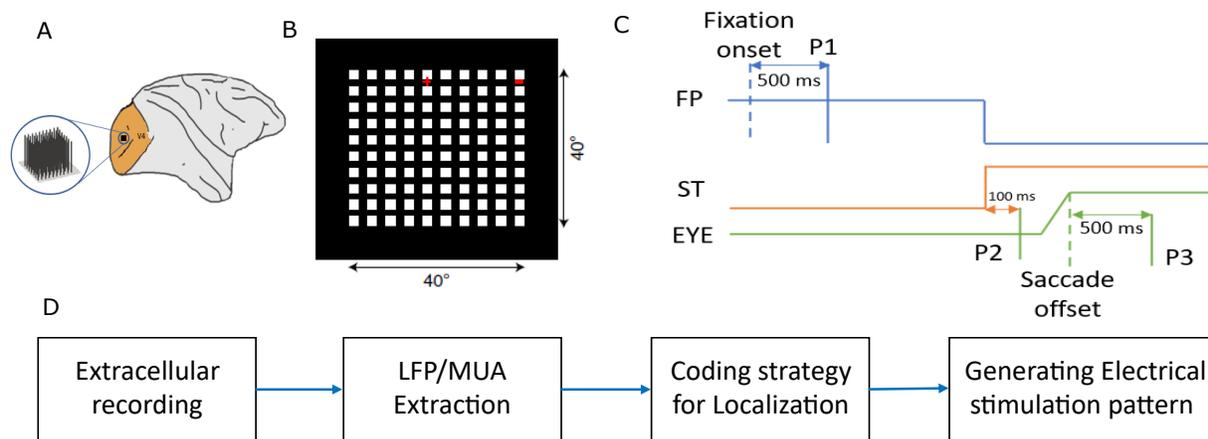 A
V4
B
40°
40°
C
Fixation
onset
P1
500 ms
FP
ST
100 ms
EYE
500 ms
P2
P3
Saccade
offset
D
Extracellular
recording
LFP/MUA
Extraction
Coding strategy
for Localization
Generating Electrical
stimulation pattern